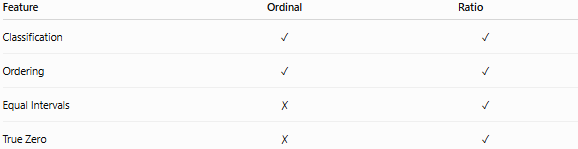 Feature Ordinal Ratio
Classification ✓ ✓
Ordering ✓ ✓
Equal Intervals ✗ ✓
True Zero ✗ ✓